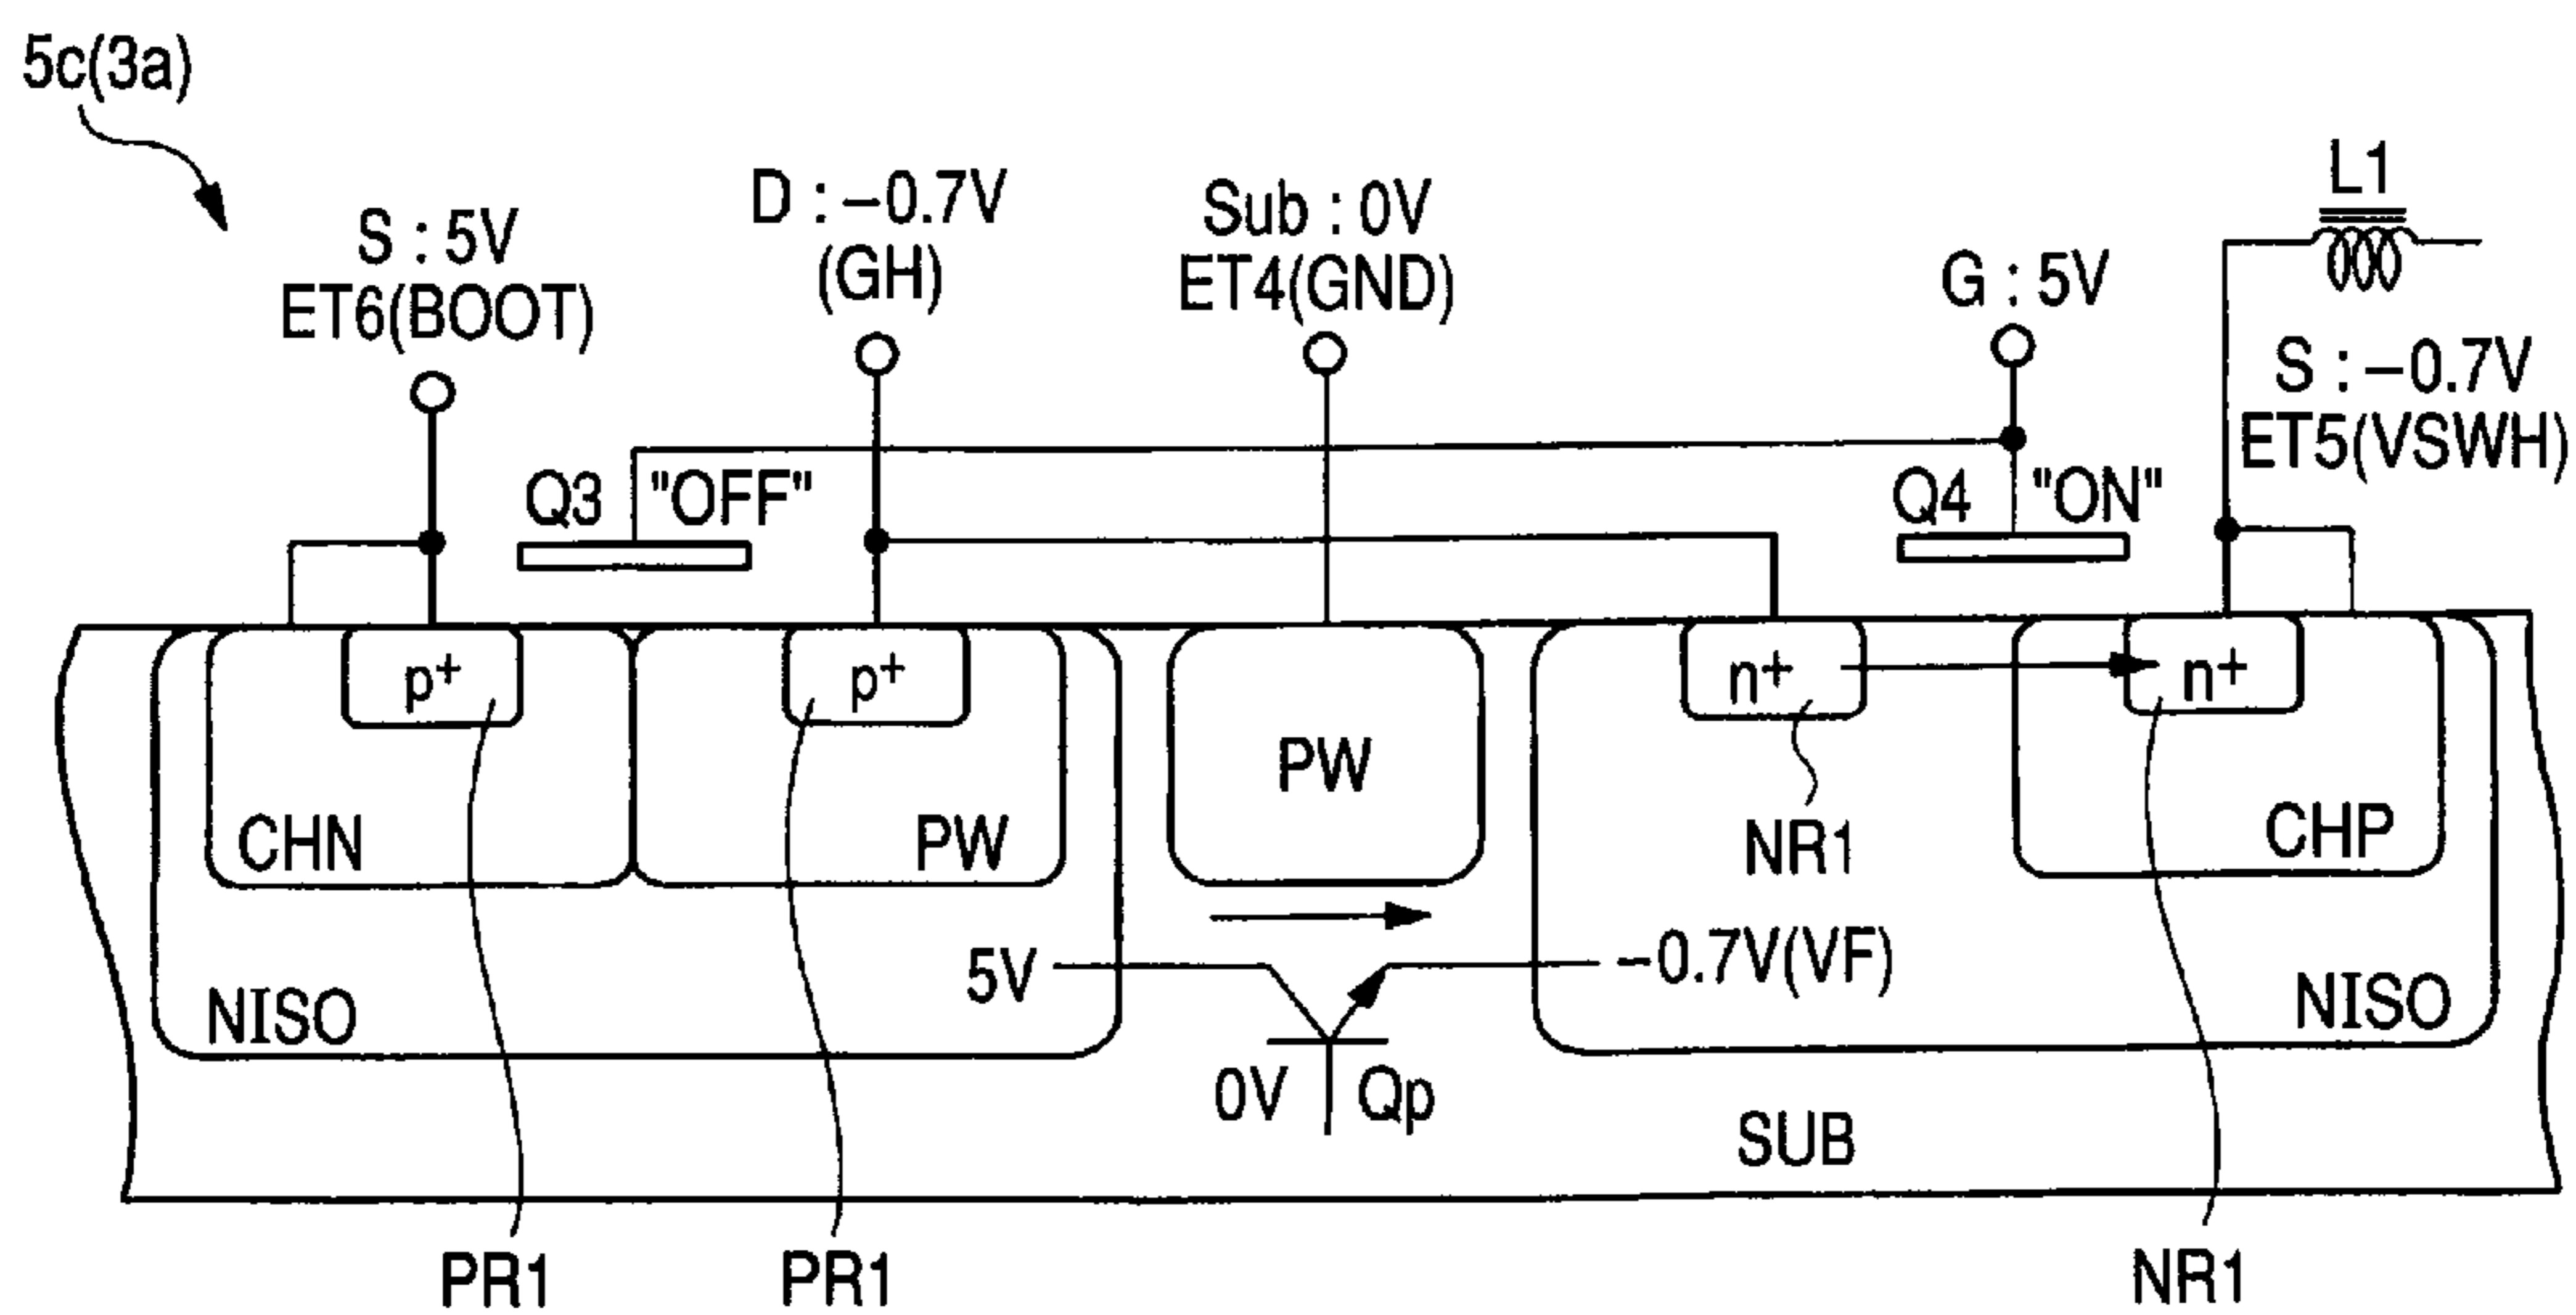 5c(3a)
S : 5V
ET6(BOOT)
D : −0.7V
(GH)
Sub : 0V
ET4(GND)
G : 5V
L1
S : −0.7V
ET5(VSWH)
Q3 "OFF"
Q4 "ON"
p+
p+
n+
n+
PW
CHN
PW
NR1
CHP
5V
−0.7V(VF)
NISO
NISO
0V
Qp
SUB
PR1
PR1
NR1